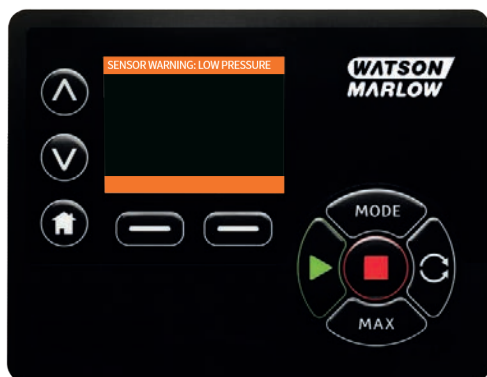 SENSOR WARNING: LOW PRESSURE
WATSON
MARLOW
MODE
MAX